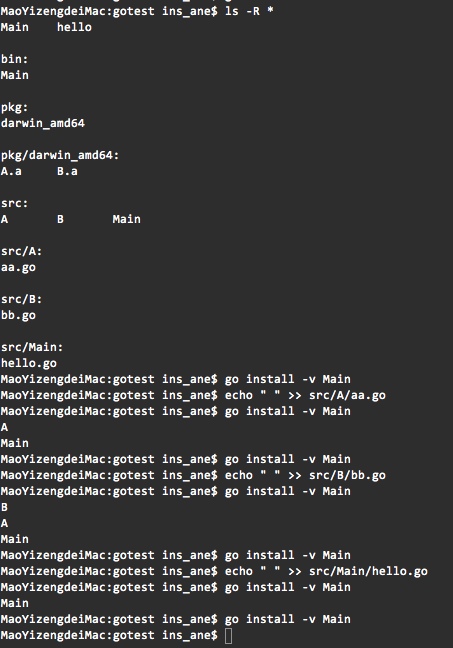 MaoYizengdeiMac:gotest ins_ane$ ls -R *
Main    hello

bin:
Main

pkg:
darwin_amd64

pkg/darwin_amd64:
A.a     B.a

src:
A       B       Main

src/A:
aa.go

src/B:
bb.go

src/Main:
hello.go
MaoYizengdeiMac:gotest ins_ane$ go install -v Main
MaoYizengdeiMac:gotest ins_ane$ echo " " >> src/A/aa.go
MaoYizengdeiMac:gotest ins_ane$ go install -v Main
A
Main
MaoYizengdeiMac:gotest ins_ane$ go install -v Main
MaoYizengdeiMac:gotest ins_ane$ echo " " >> src/B/bb.go
MaoYizengdeiMac:gotest ins_ane$ go install -v Main
B
A
Main
MaoYizengdeiMac:gotest ins_ane$ go install -v Main
MaoYizengdeiMac:gotest ins_ane$ echo " " >> src/Main/hello.go
MaoYizengdeiMac:gotest ins_ane$ go install -v Main
Main
MaoYizengdeiMac:gotest ins_ane$ go install -v Main
MaoYizengdeiMac:gotest ins_ane$